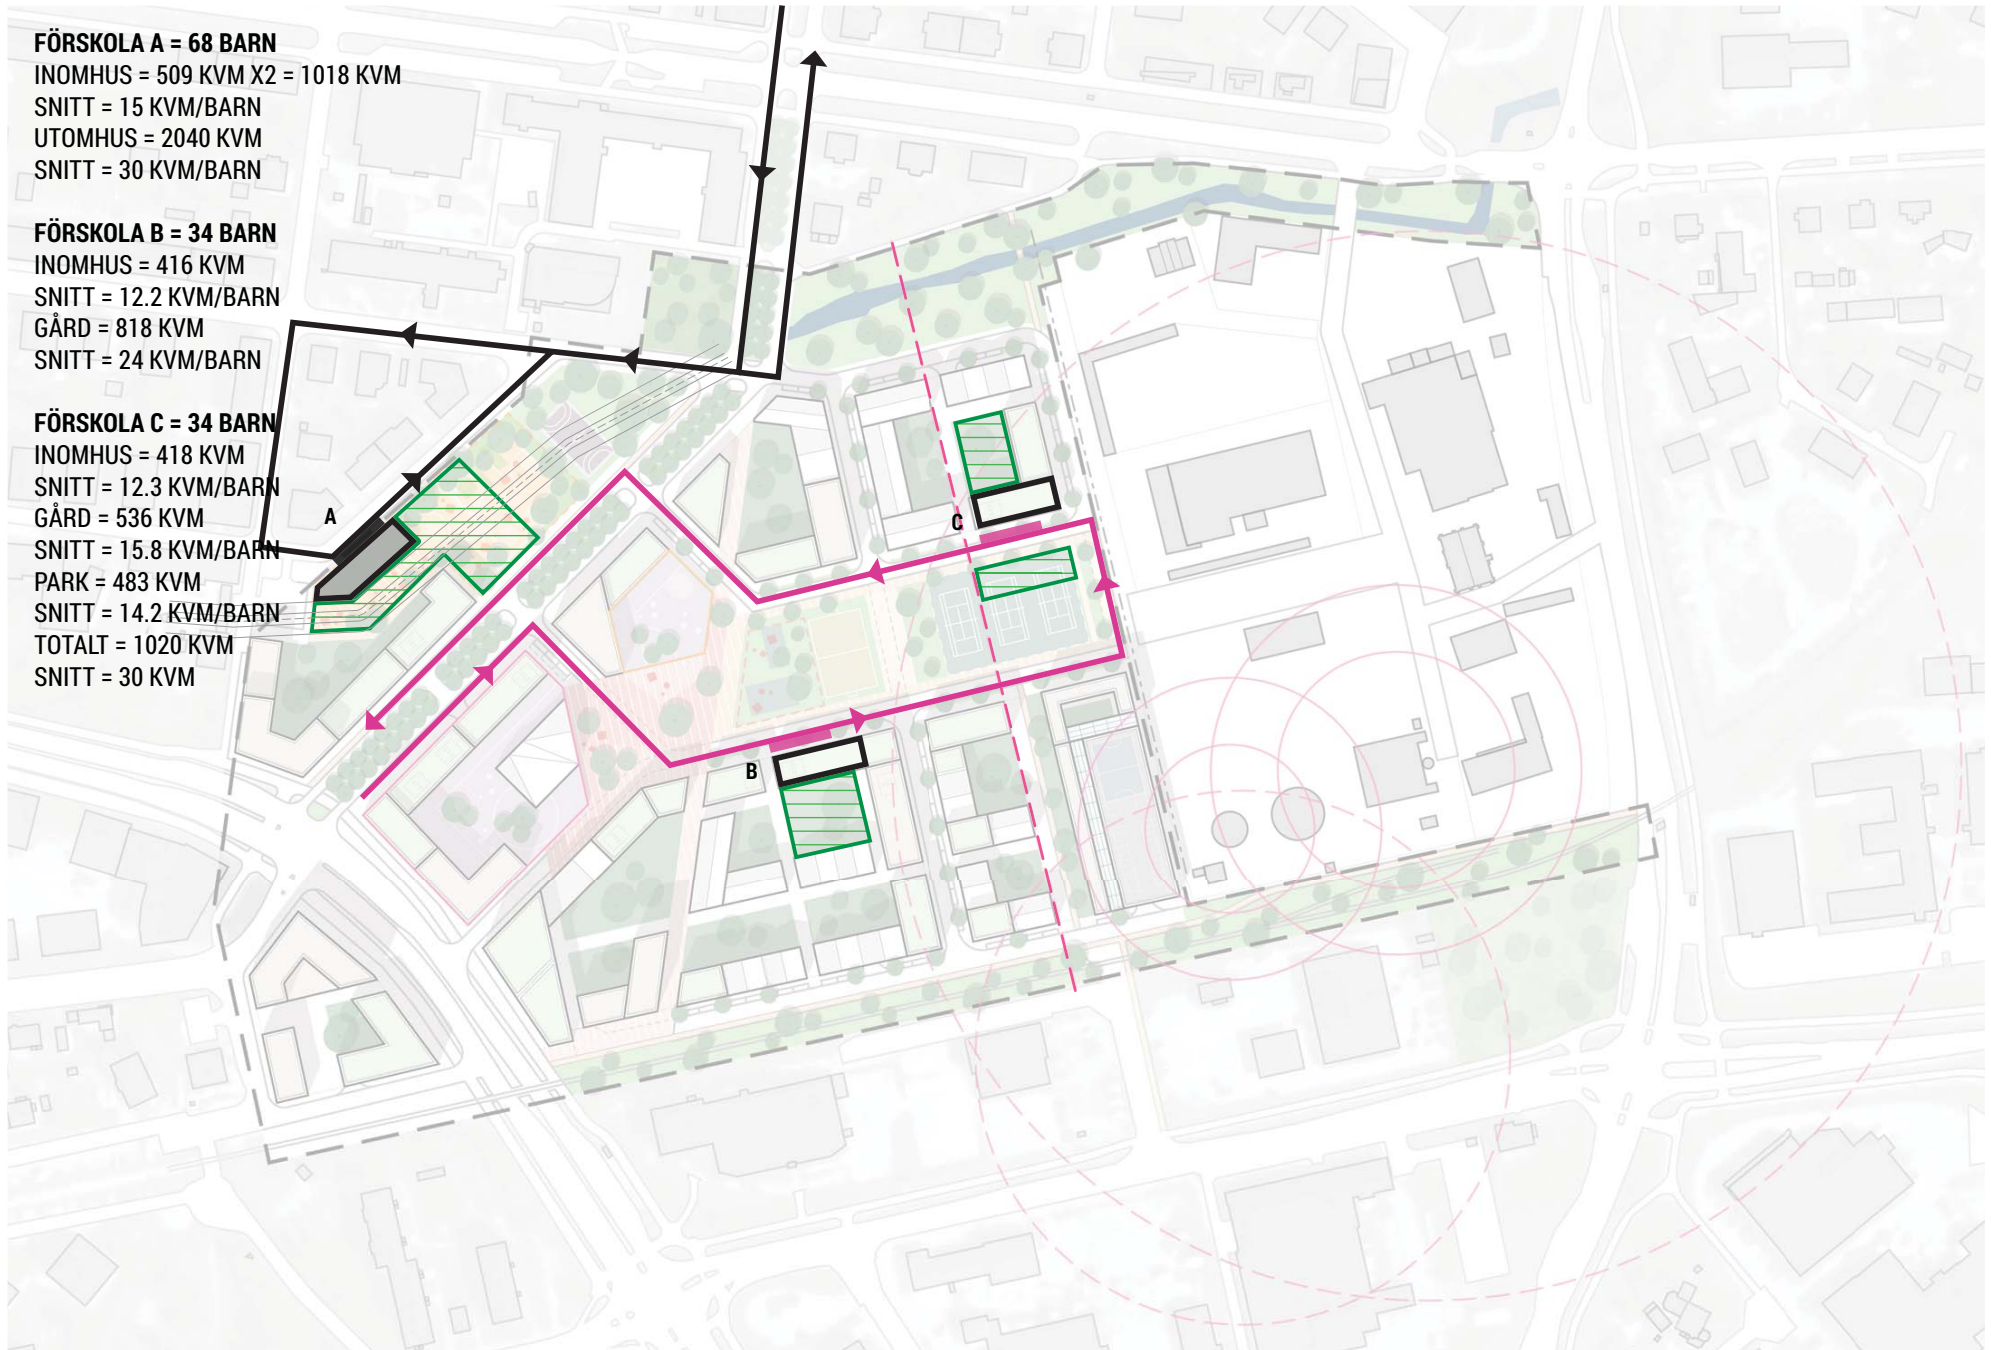 FÖRSKOLA A = 68 BARN
INOMHUS = 509 KVM X2 = 1018 KVM
SNITT = 15 KVM/BARN
UTOMHUS = 2040 KVM
SNITT = 30 KVM/BARN
FÖRSKOLA B = 34 BARN
INOMHUS = 416 KVM
SNITT = 12.2 KVM/BARN
GÅRD = 818 KVM
SNITT = 24 KVM/BARN
FÖRSKOLA C = 34 BARN
INOMHUS = 418 KVM
SNITT = 12.3 KVM/BARN
GÅRD = 536 KVM
SNITT = 15.8 KVM/BARN
PARK = 483 KVM
SNITT = 14.2 KVM/BARN
TOTALT = 1020 KVM
SNITT = 30 KVM
A
C
B